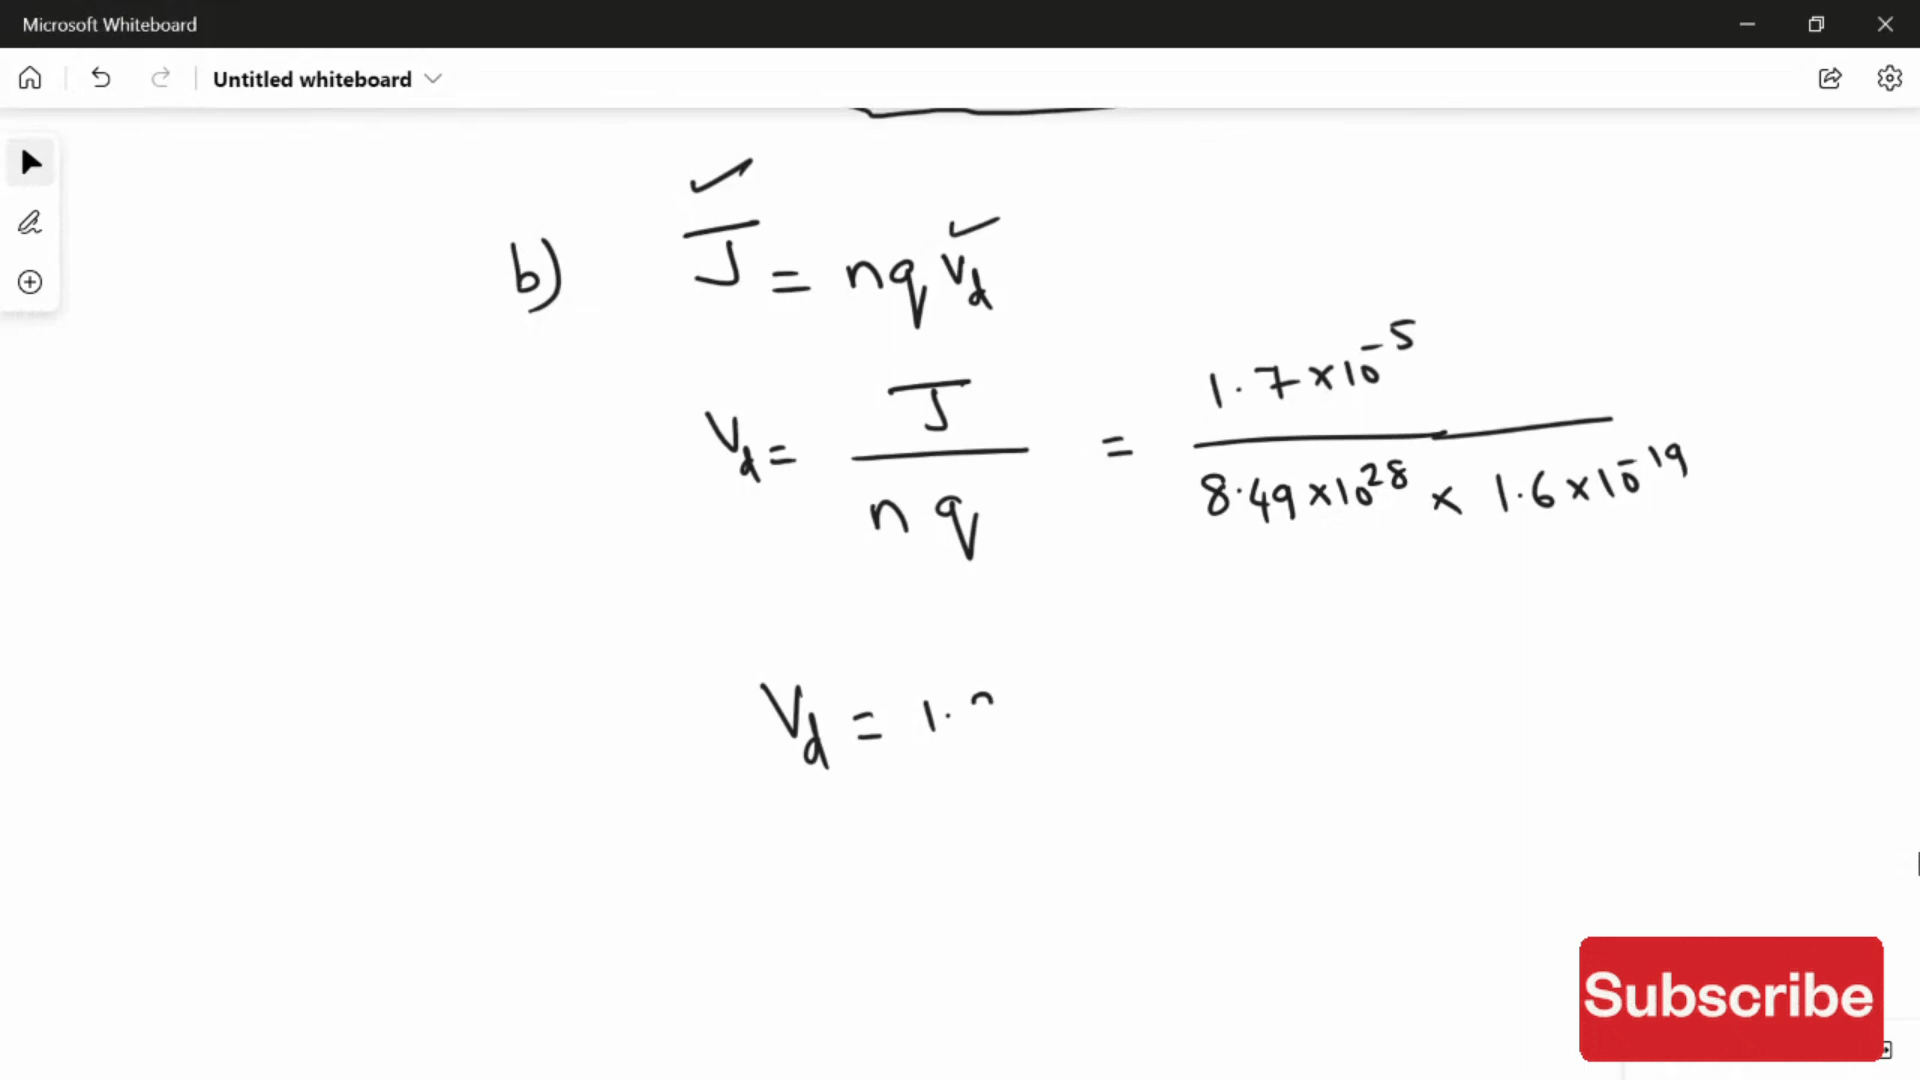 Microsoft Whiteboard
Untitled whiteboard
b) J = nq Vd
Vd = J / nq = 1.7 × 10⁻⁵ / 8.49 × 10²⁸ × 1.6 × 10⁻¹⁹
Vd = 1.
Subscribe